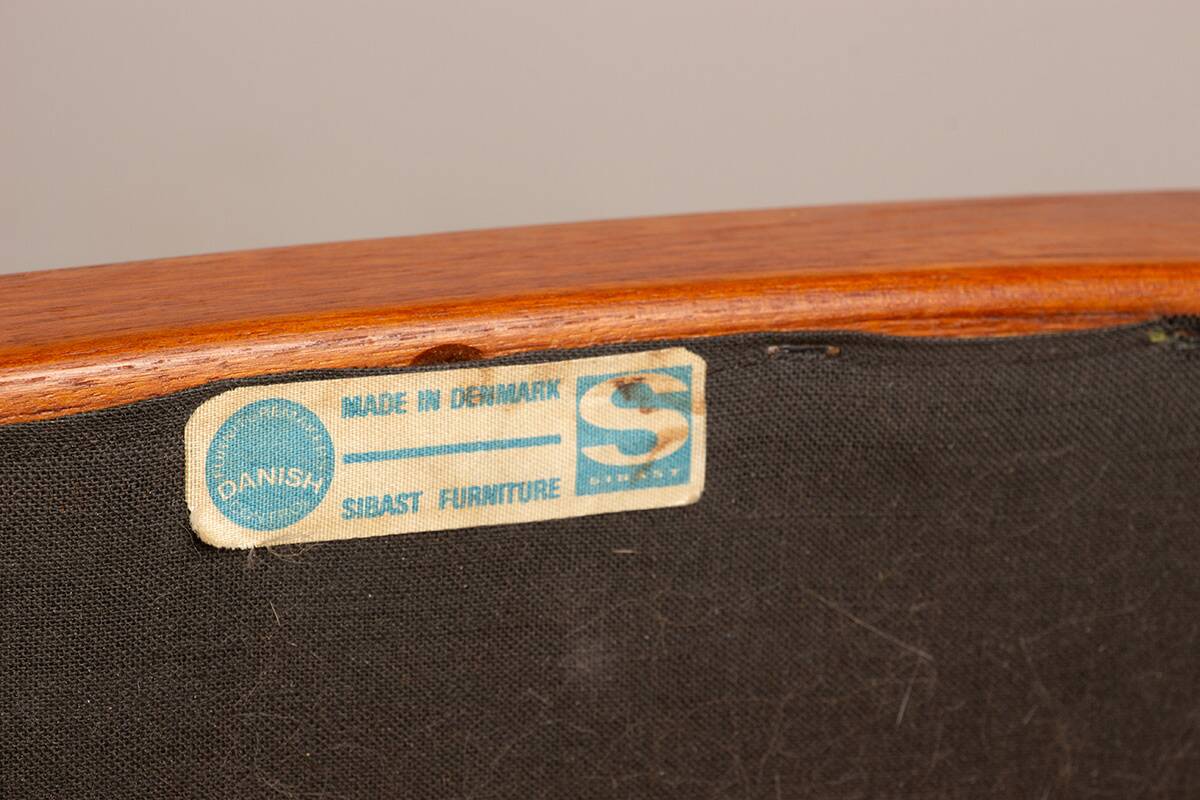 DANISH
MADE IN DENMARK
SIBAST FURNITURE
S
SIBAST